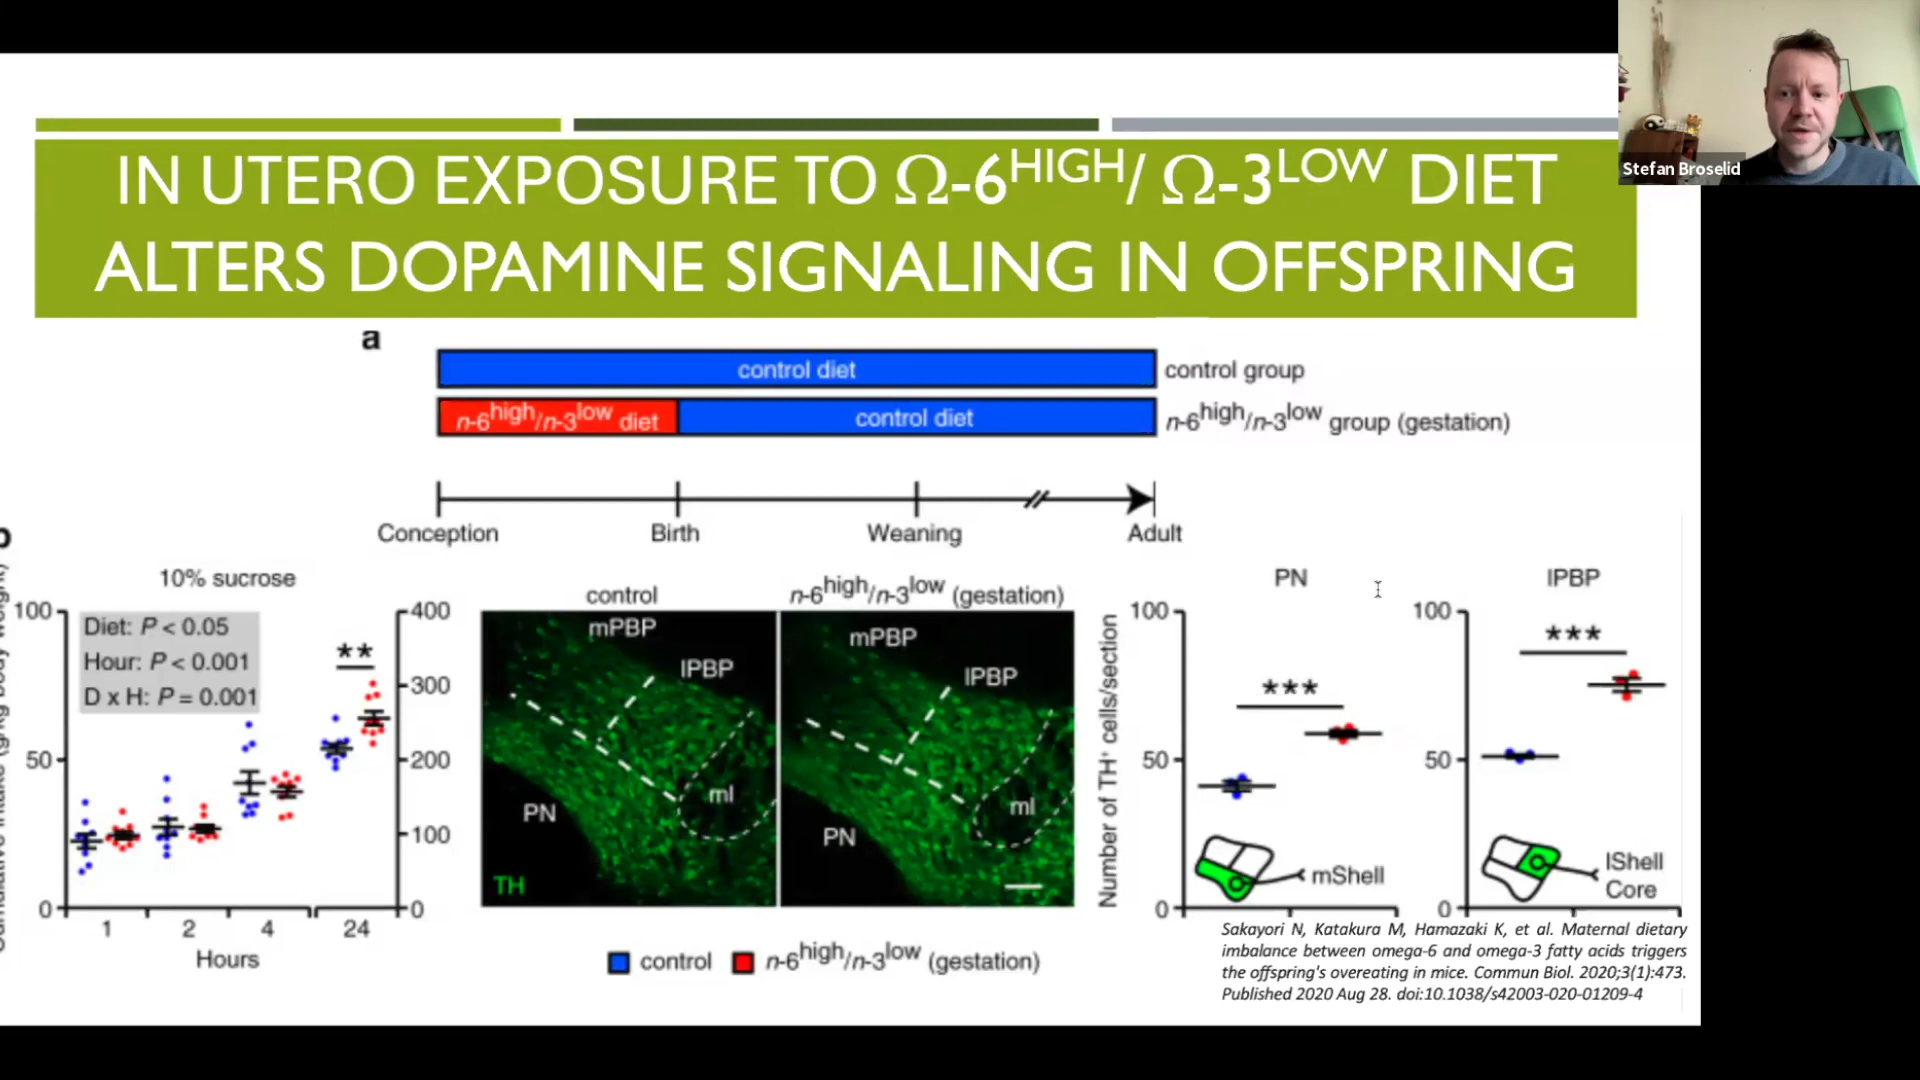 Stefan Broselid
IN UTERO EXPOSURE TO Ω-6HIGH/ Ω-3LOW DIET
ALTERS DOPAMINE SIGNALING IN OFFSPRING
a
control diet
control group
n-6high/n-3low diet
control diet
n-6high/n-3low group (gestation)
Conception
Birth
Weaning
Adult
b
10% sucrose
Diet: P < 0.05
Hour: P < 0.001
D x H: P = 0.001
**
100
50
0
400
300
200
100
0
1
2
4
24
Hours
control
n-6high/n-3low (gestation)
mPBP
lPBP
ml
PN
TH
mPBP
lPBP
ml
PN
control
n-6high/n-3low (gestation)
Number of TH+ cells/section
PN
100
50
0
***
mShell
lPBP
100
50
0
***
lShell
Core
Sakayori N, Katakura M, Hamazaki K, et al. Maternal dietary
imbalance between omega-6 and omega-3 fatty acids triggers
the offspring's overeating in mice. Commun Biol. 2020;3(1):473.
Published 2020 Aug 28. doi:10.1038/s42003-020-01209-4